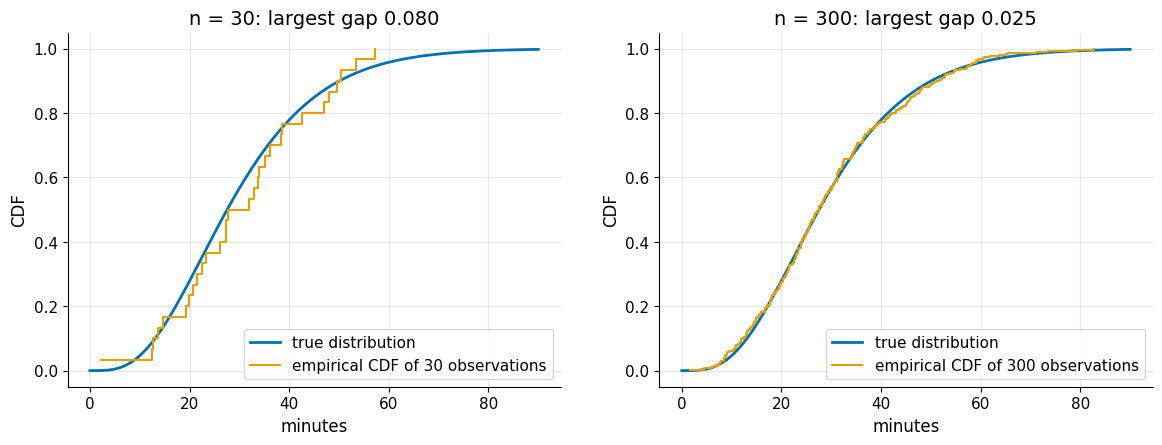 n = 30: largest gap 0.080
CDF
1.0
0.8
0.6
0.4
0.2
0.0
true distribution
empirical CDF of 30 observations
0 20 40 60 80
minutes
n = 300: largest gap 0.025
CDF
1.0
0.8
0.6
0.4
0.2
0.0
true distribution
empirical CDF of 300 observations
0 20 40 60 80
minutes